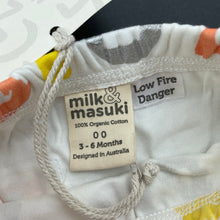 milk&
masuki
100% Organic Cotton
0 0
3 - 6 Months
Designed in Australia
Low Fire
Danger